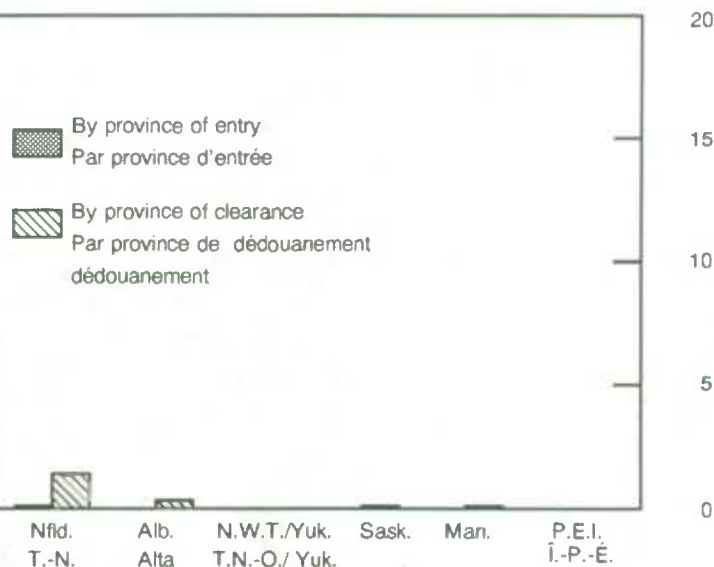 20
By province of entry
Par province d'entrée
15
By province of clearance
Par province de dédouanement
dédouanement
10
5
0
Nfld. Alb. N.W.T./Yuk. Sask. Man. P.E.I.
T.-N. Alta T.N.-O./ Yuk. Î.-P.-É.